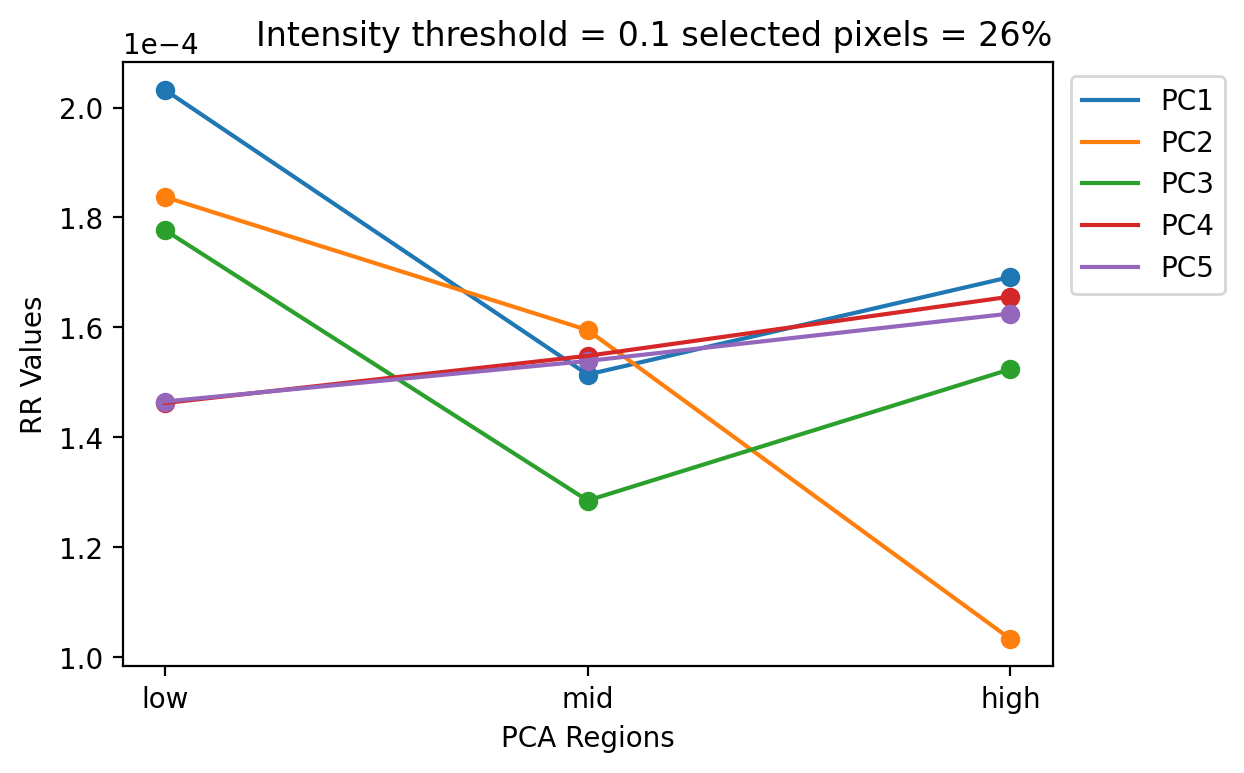 Intensity threshold = 0.1 selected pixels = 26%
1e−4
2.0
1.8
1.6
1.4
1.2
1.0
RR Values
low mid high
PCA Regions
PC1
PC2
PC3
PC4
PC5